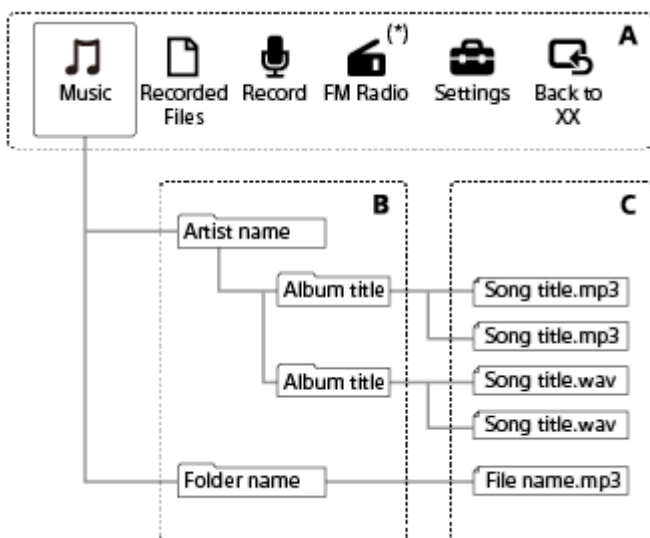 (*)
A
Music
Recorded
Files
Record
FM Radio
Settings
Back to
XX
B
C
Artist name
Album title
Song title.mp3
Song title.mp3
Album title
Song title.wav
Song title.wav
Folder name
File name.mp3